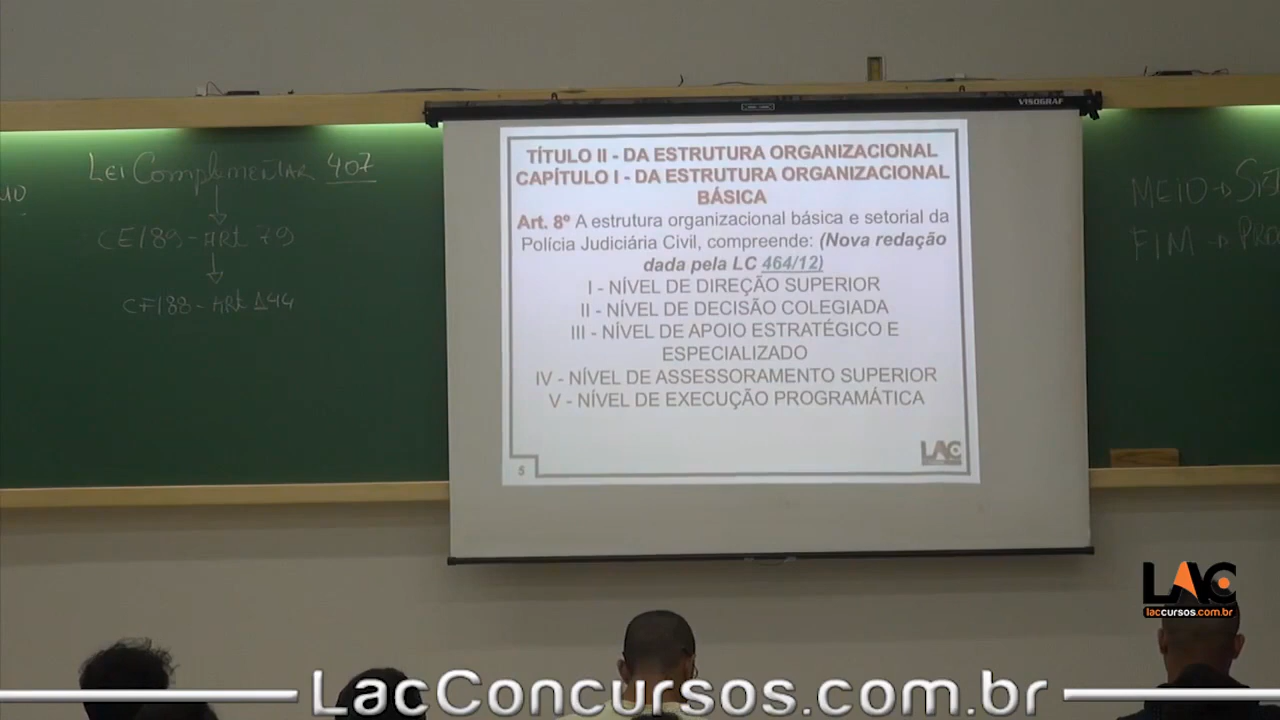 LEI COMPLEMENTAR 407
CE/89 - ARt 79
CF/88 - ARt 144
VISOGRAF
TÍTULO II - DA ESTRUTURA ORGANIZACIONAL
CAPÍTULO I - DA ESTRUTURA ORGANIZACIONAL
BÁSICA
Art. 8º A estrutura organizacional básica e setorial da
Polícia Judiciária Civil, compreende: (Nova redação
dada pela LC 464/12)
I - NÍVEL DE DIREÇÃO SUPERIOR
II - NÍVEL DE DECISÃO COLEGIADA
III - NÍVEL DE APOIO ESTRATÉGICO E
ESPECIALIZADO
IV - NÍVEL DE ASSESSORAMENTO SUPERIOR
V - NÍVEL DE EXECUÇÃO PROGRAMÁTICA
LAC
5
MEIO →
FIM →
LAC
laccursos.com.br
LacConcursos.com.br